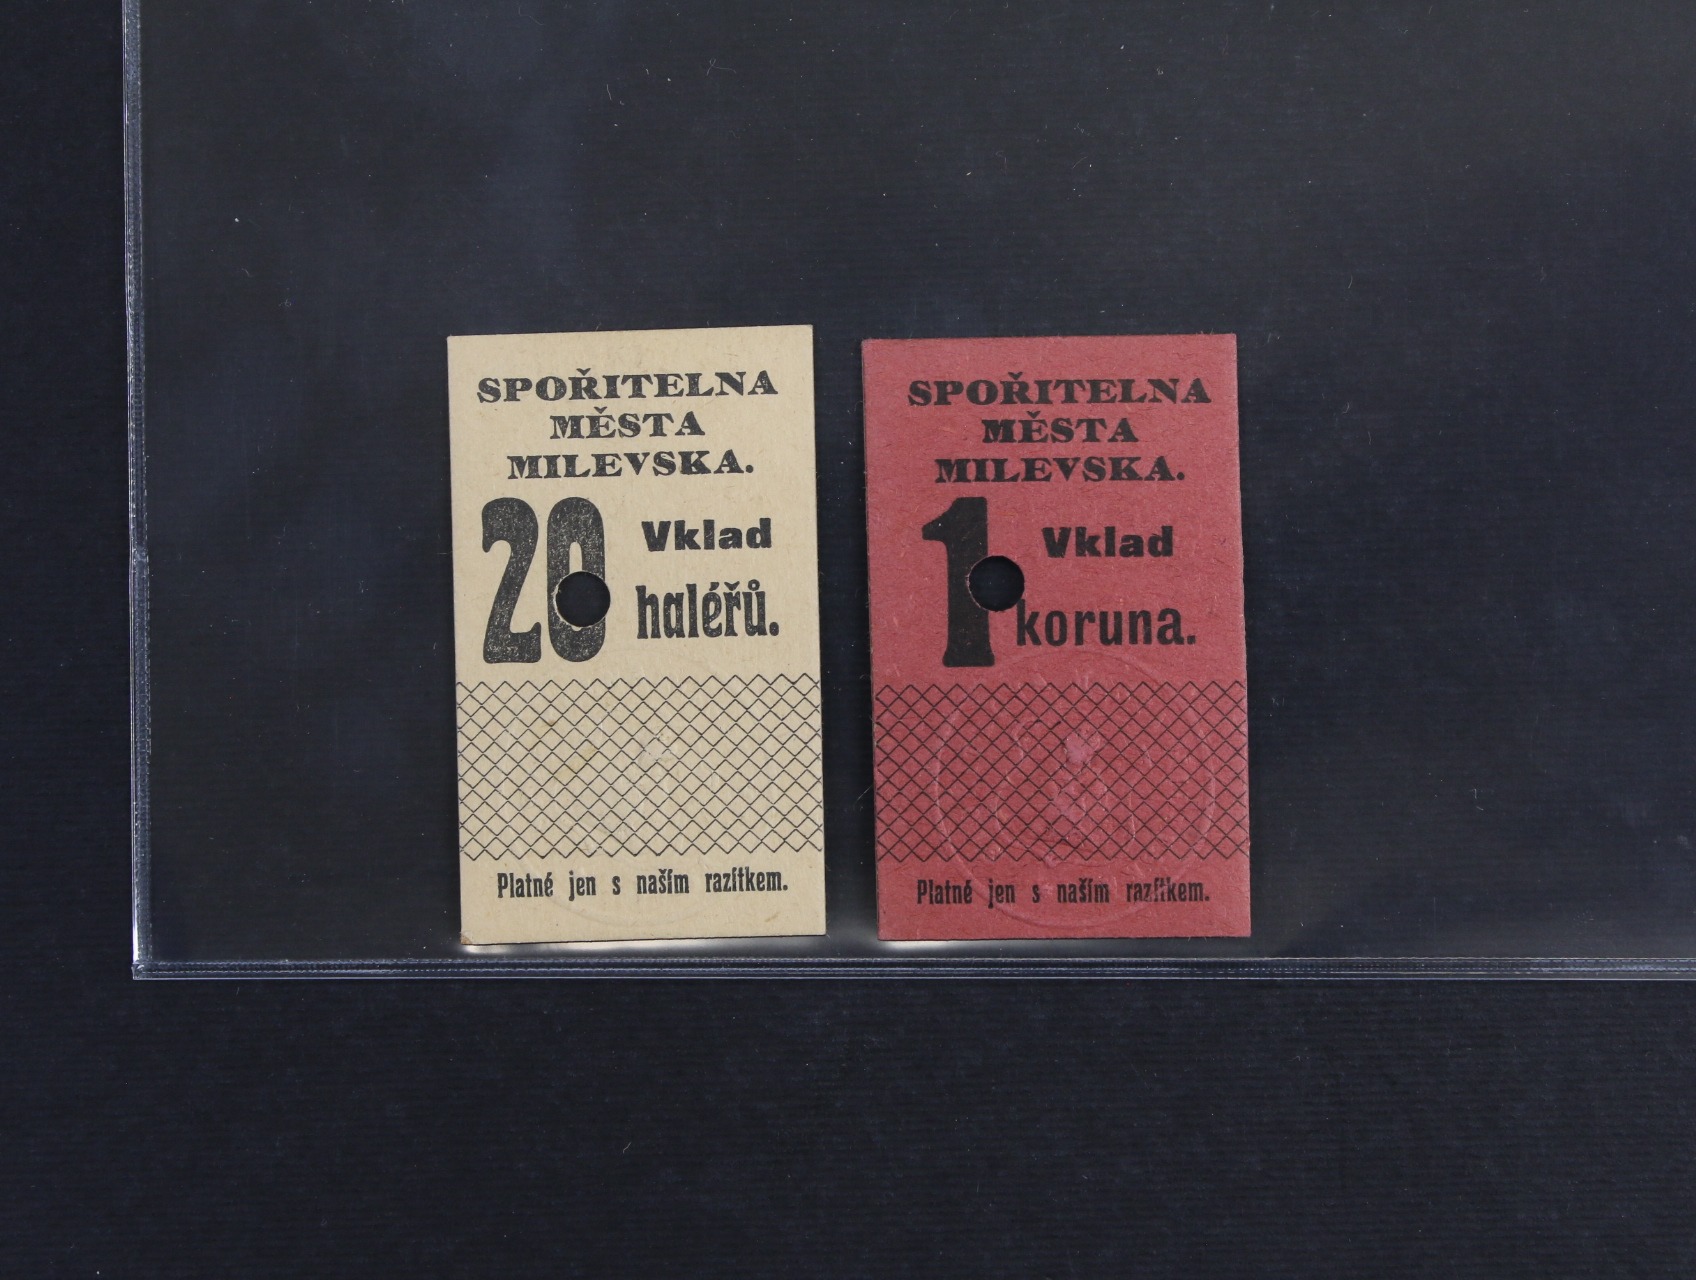 SPOŘITELNA
MĚSTA
MILEVSKA.
20 Vklad
haléřů.
Platné jen s naším razítkem.
SPOŘITELNA
MĚSTA
MILEVSKA.
1 Vklad
koruna.
Platné jen s naším razítkem.